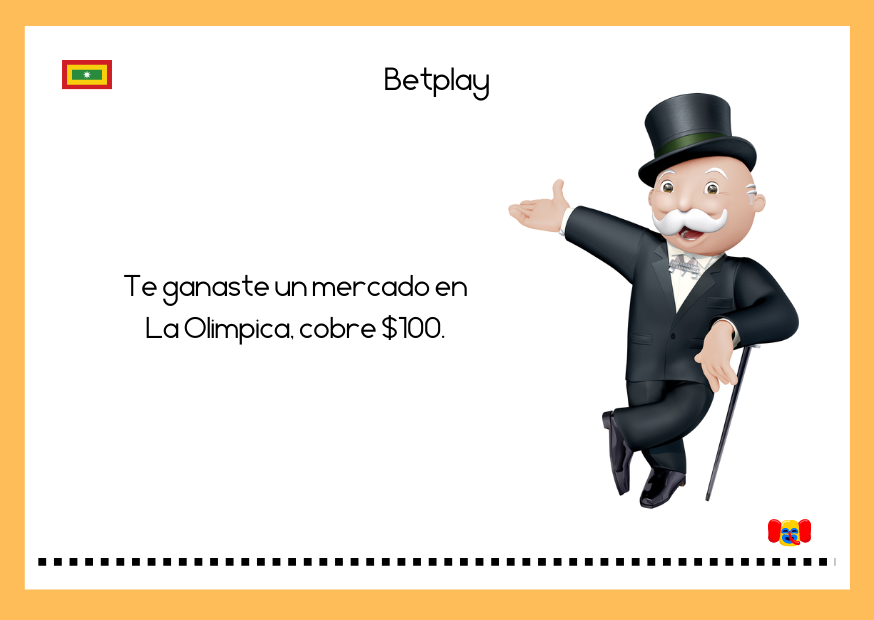 Betplay
Te ganaste un mercado en
La Olimpica, cobre $100.